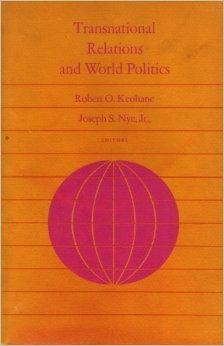 Transnational
Relations
and World Politics
Robert O. Keohane
Joseph S. Nye, Jr.,
EDITORS